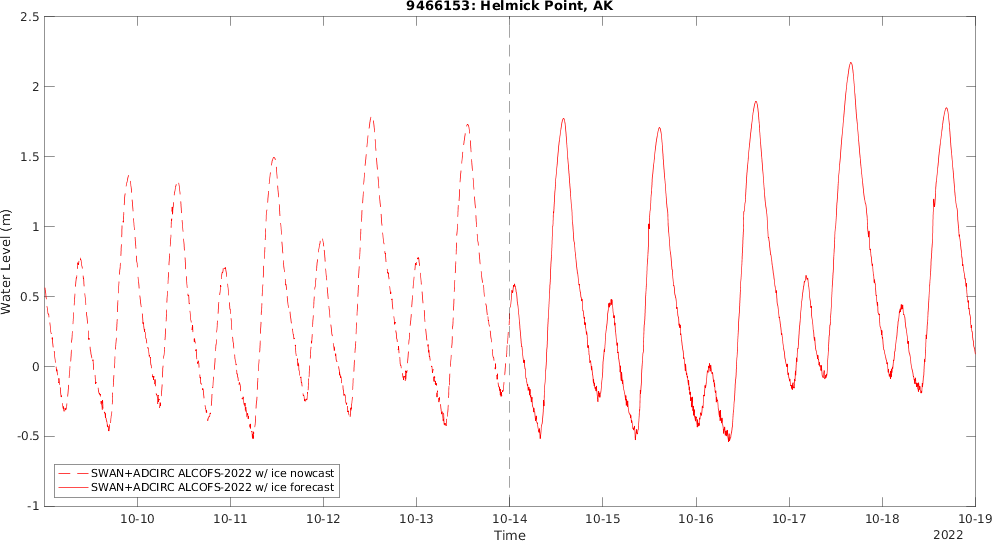 9466153: Helmick Point, AK
Water Level (m)
2.5
2
1.5
1
0.5
0
-0.5
-1
SWAN+ADCIRC ALCOFS-2022 w/ ice nowcast
SWAN+ADCIRC ALCOFS-2022 w/ ice forecast
10-10 10-11 10-12 10-13 10-14 10-15 10-16 10-17 10-18 10-19
Time
2022